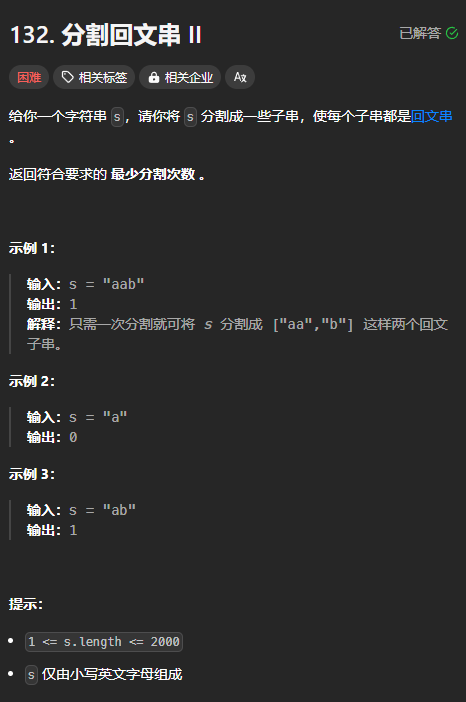 132. 分割回文串 II
已解答
困难 相关标签 相关企业
给你一个字符串 s，请你将 s 分割成一些子串，使每个子串都是回文串
。
返回符合要求的 最少分割次数 。
示例 1：
输入：s = "aab"
输出：1
解释：只需一次分割就可将 s 分割成 ["aa","b"] 这样两个回文
子串。
示例 2：
输入：s = "a"
输出：0
示例 3：
输入：s = "ab"
输出：1
提示：
• 1 <= s.length <= 2000
• s 仅由小写英文字母组成